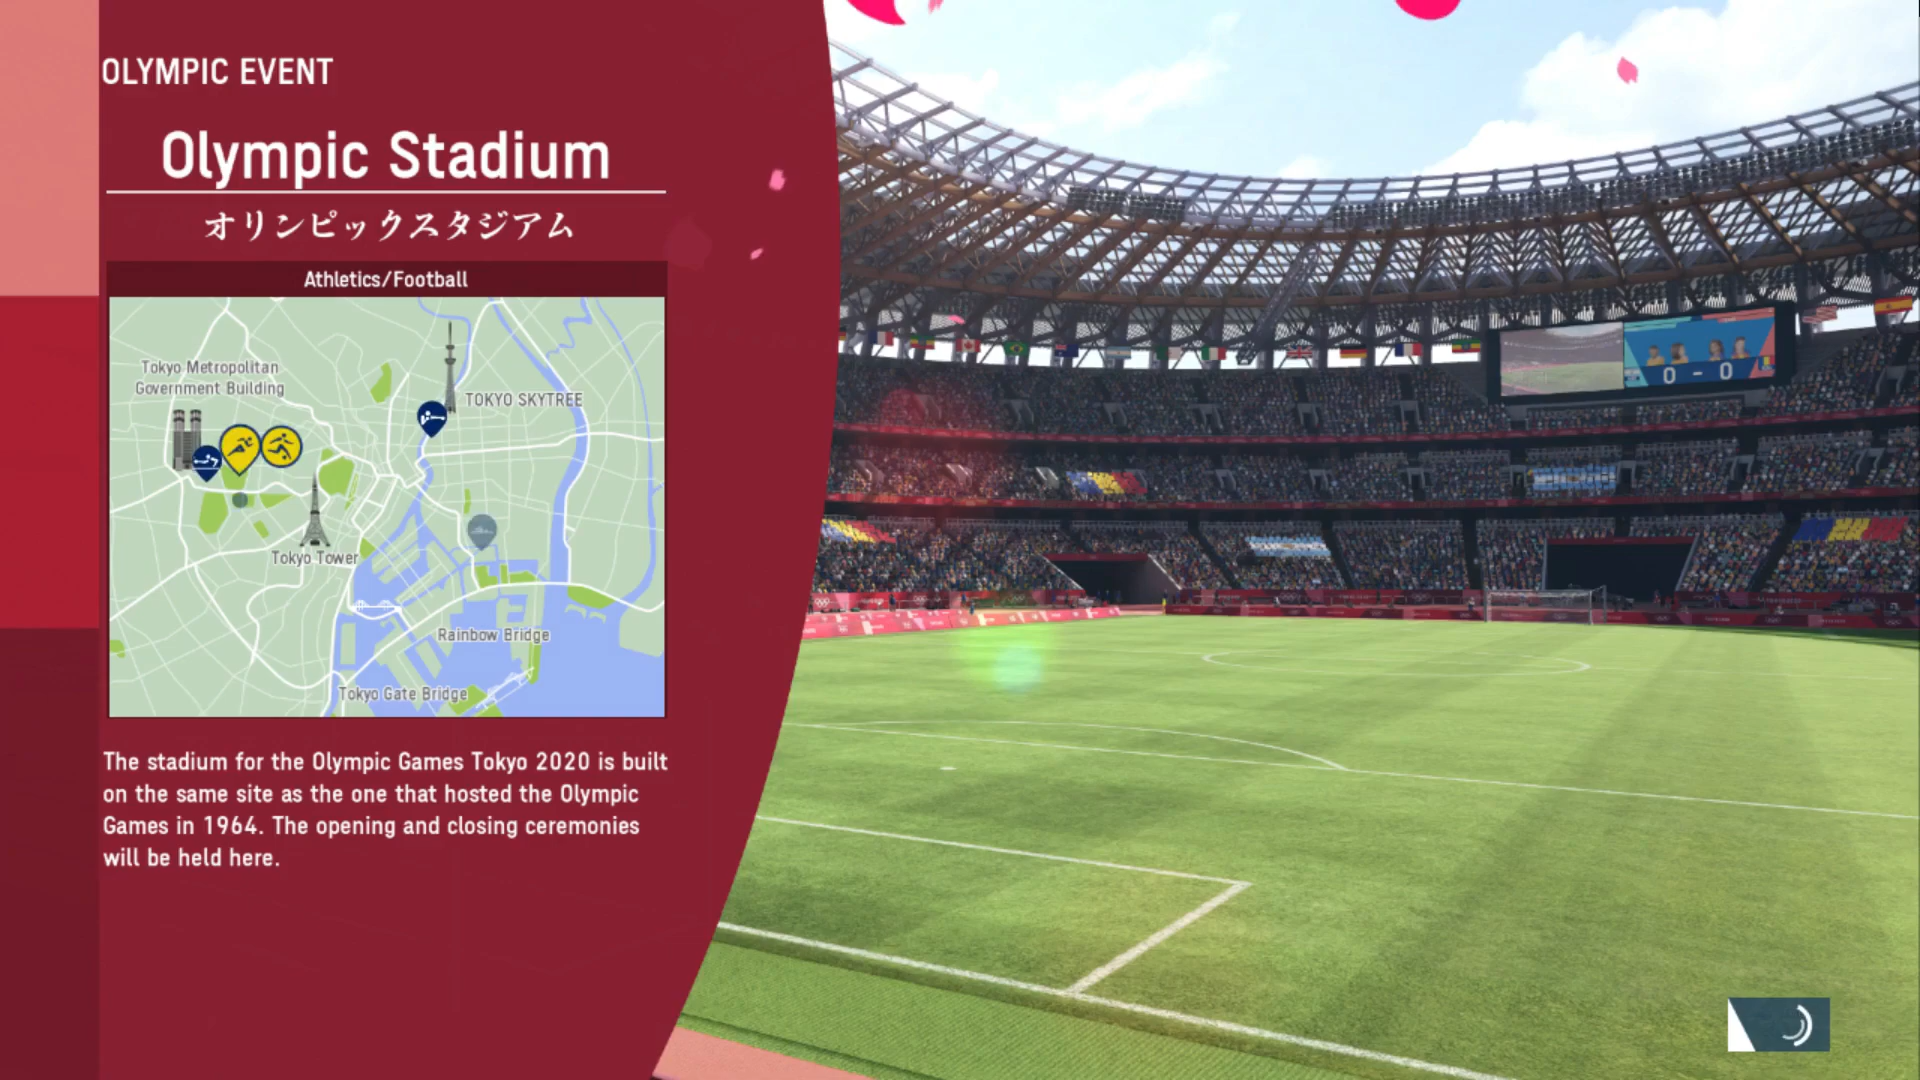 OLYMPIC EVENT
Olympic Stadium
オリンピックスタジアム
Athletics/Football
Tokyo Metropolitan
Government Building
TOKYO SKYTREE
Tokyo Tower
Rainbow Bridge
Tokyo Gate Bridge
The stadium for the Olympic Games Tokyo 2020 is built
on the same site as the one that hosted the Olympic
Games in 1964. The opening and closing ceremonies
will be held here.
0 - 0